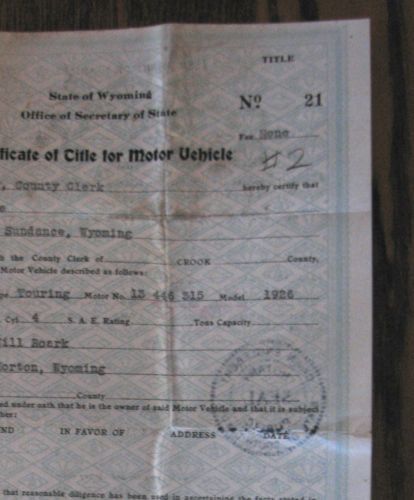 TITLE
State of Wyoming
Office of Secretary of State
No 21
Fee None
ficate of Title for Motor Vehicle
#2
, County Clerk hereby certify that
Sundance, Wyoming
the County Clerk of CROOK County,
Motor Vehicle described as follows:
Touring Motor No. 13 446 315 Model 1926
Cyl 4 S. A. E. Rating Tons Capacity
ill Roark
orton, Wyoming
County
nd under oath that he is the owner of said Motor Vehicle and that it is subject
her:
ND IN FAVOR OF ADDRESS DATE
that reasonable diligence has been used in ascertaining the facts